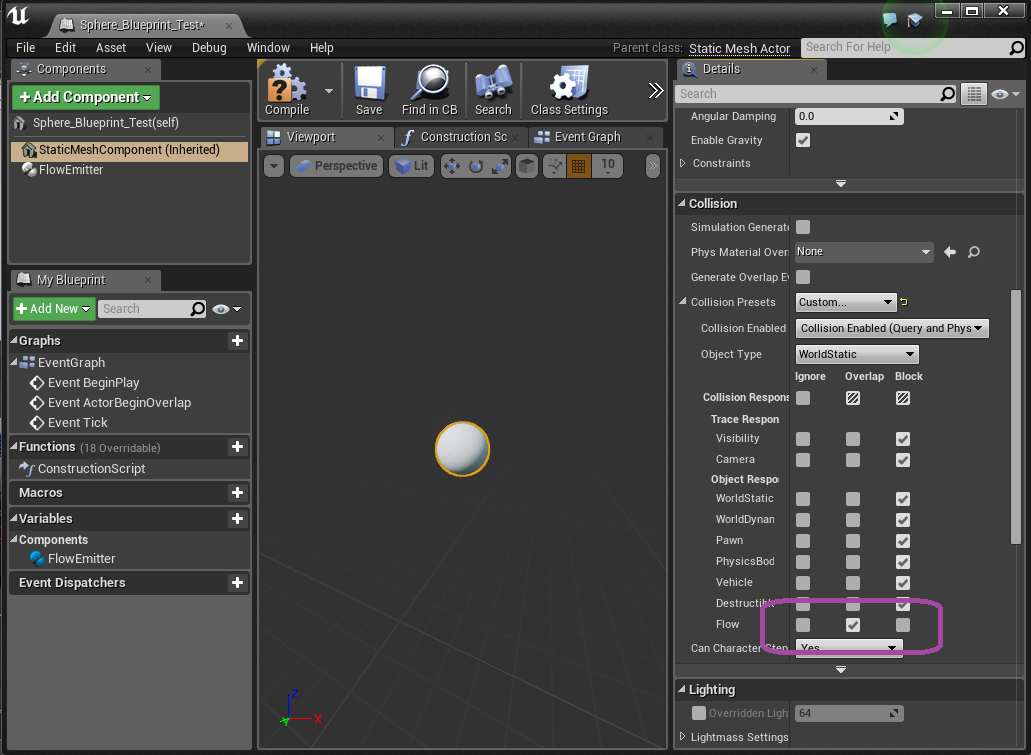 Sphere_Blueprint_Test*
File Edit Asset View Debug Window Help
Parent class: Static Mesh Actor
Search For Help
Components
+ Add Component
Sphere_Blueprint_Test(self)
StaticMeshComponent (Inherited)
FlowEmitter
My Blueprint
+ Add New
Search
Graphs
EventGraph
Event BeginPlay
Event ActorBeginOverlap
Event Tick
Functions (18 Overridable)
ConstructionScript
Macros
Variables
Components
FlowEmitter
Event Dispatchers
Compile
Save
Find in CB
Search
Class Settings
Viewport
Construction Sc
Event Graph
Perspective
Lit
10
Z
X
Y
Details
Search
Angular Damping 0.0
Enable Gravity
Constraints
Collision
Simulation Generate
Phys Material Over None
Generate Overlap Ev
Collision Presets Custom...
Collision Enabled Collision Enabled (Query and Phys
Object Type WorldStatic
Ignore Overlap Block
Collision Respons
Trace Respon
Visibility
Camera
Object Respo
WorldStatic
WorldDynan
Pawn
PhysicsBod
Vehicle
Destructible
Flow
Can Character Step Yes
Lighting
Overridden Ligh 64
Lightmass Settings